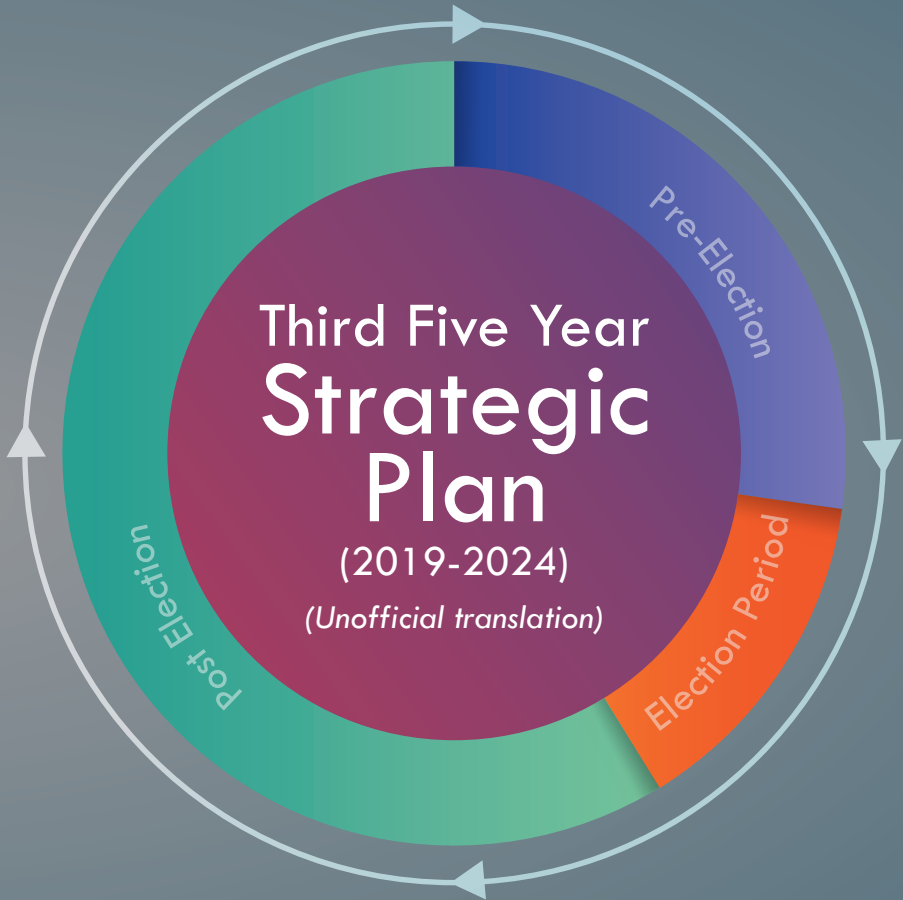 Third Five Year
Strategic
Plan
(2019-2024)
(Unofficial translation)
Pre-Election
Election Period
Post Election